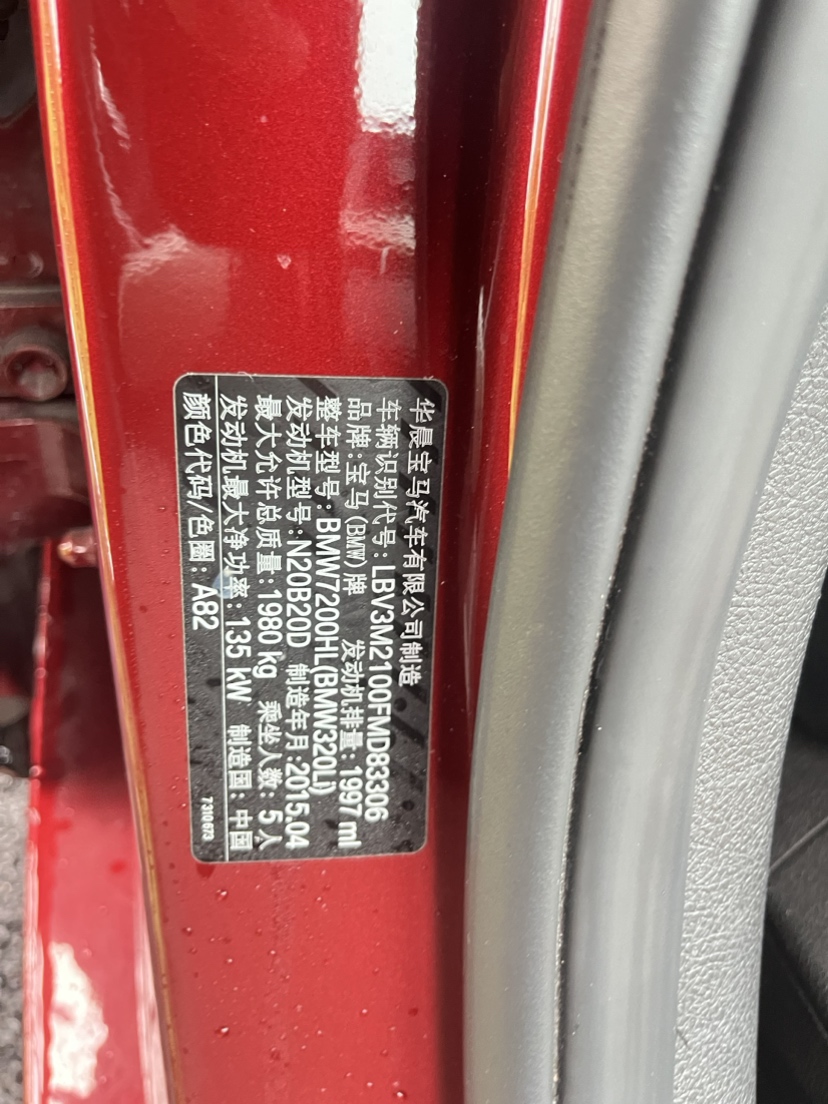 华晨宝马汽车有限公司制造
车辆识别代号:LBV3M2100FMD83306
品牌:宝马(BMW)牌 发动机排量:1997 ml
整车型号:BMW7200HL(BMW320LI)
发动机型号:N20B20D 制造年月:2015.04
最大允许总质量:1980 kg 乘坐人数:5人
发动机最大净功率:135 kW 制造国:中国
颜色代码/色圈:A82 7310673